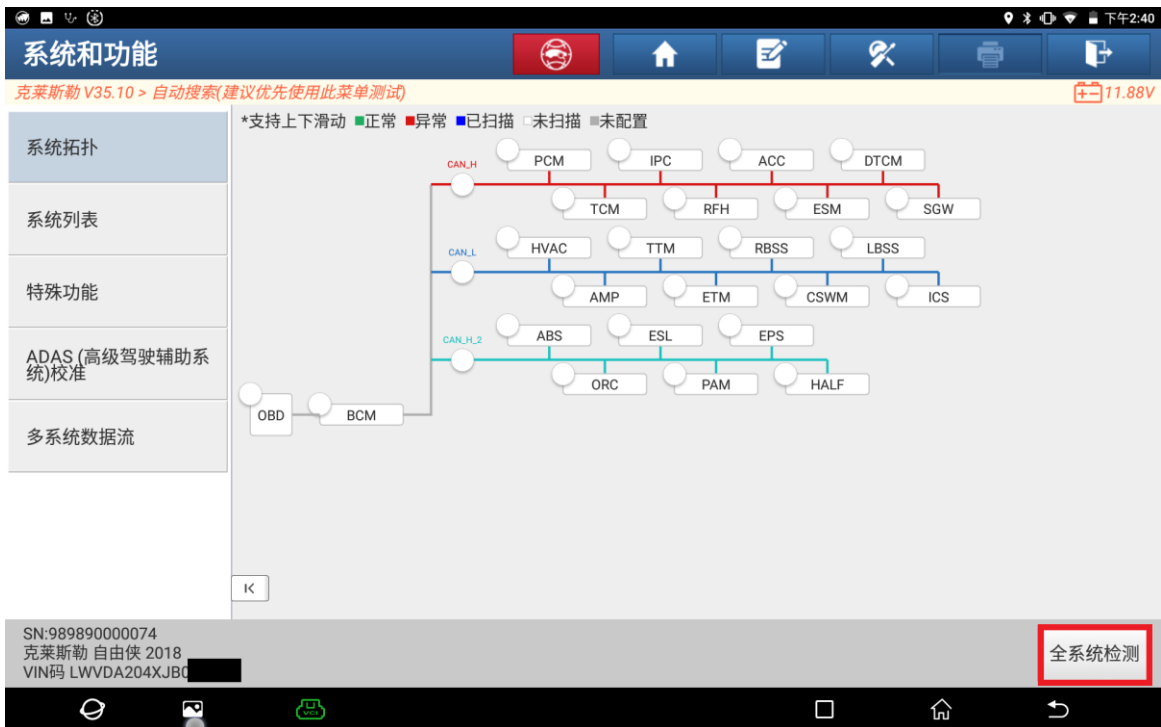 下午2:40
系统和功能
克莱斯勒 V35.10 > 自动搜索(建议优先使用此菜单测试)
11.88V
系统拓扑
系统列表
特殊功能
ADAS (高级驾驶辅助系
统)校准
多系统数据流
*支持上下滑动 正常 异常 已扫描 未扫描 未配置
CAN_H
PCM IPC ACC DTCM
TCM RFH ESM SGW
CAN_L
HVAC TTM RBSS LBSS
AMP ETM CSWM ICS
CAN_H_2
ABS ESL EPS
ORC PAM HALF
OBD BCM
SN:989890000074
克莱斯勒 自由侠 2018
VIN码 LWVDA204XJB
全系统检测
VCI